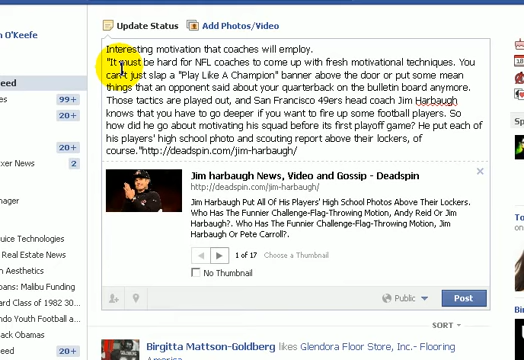 Update Status
Add Photos/Video
O'Keefe
Interesting motivation that coaches will employ.
"It must be hard for NFL coaches to come up with fresh motivational techniques. You
can't just slap a "Play Like A Champion" banner above the door or put some mean
things that an opponent said about your quarterback on the bulletin board anymore.
Those tactics are played out, and San Francisco 49ers head coach Jim Harbaugh
knows that you have to go deeper if you want to fire up some football players. So
how did he go about motivating his squad before its first playoff game? He put each of
his players' high school photo and scouting report above their lockers, of
course."http://deadspin.com/jim-harbaugh/
eed
99+
20+
20+
xer News
2
nager
uice Technologies
Real Estate News
n Aesthetics
oans: Malibu Funding
ard Class of 1982 30...
ndo Youth Football a...
ack Obamas
eed
20+
Jim harbaugh News, Video and Gossip - Deadspin
http://deadspin.com/jim-harbaugh/
Jim Harbaugh Put All Of His Players' High School Photos Above Their Lockers.
Who Has The Funnier Challenge-Flag-Throwing Motion, Andy Reid Or Jim
Harbaugh?. Who Has The Funnier Challenge-Flag-Throwing Motion, Jim
Harbaugh Or Pete Carroll?.
1 of 17 Choose a Thumbnail
No Thumbnail
Public
Post
SORT
Birgitta Mattson-Goldberg likes Glendora Floor Store, Inc.- Flooring
America
Sp
To
Bi